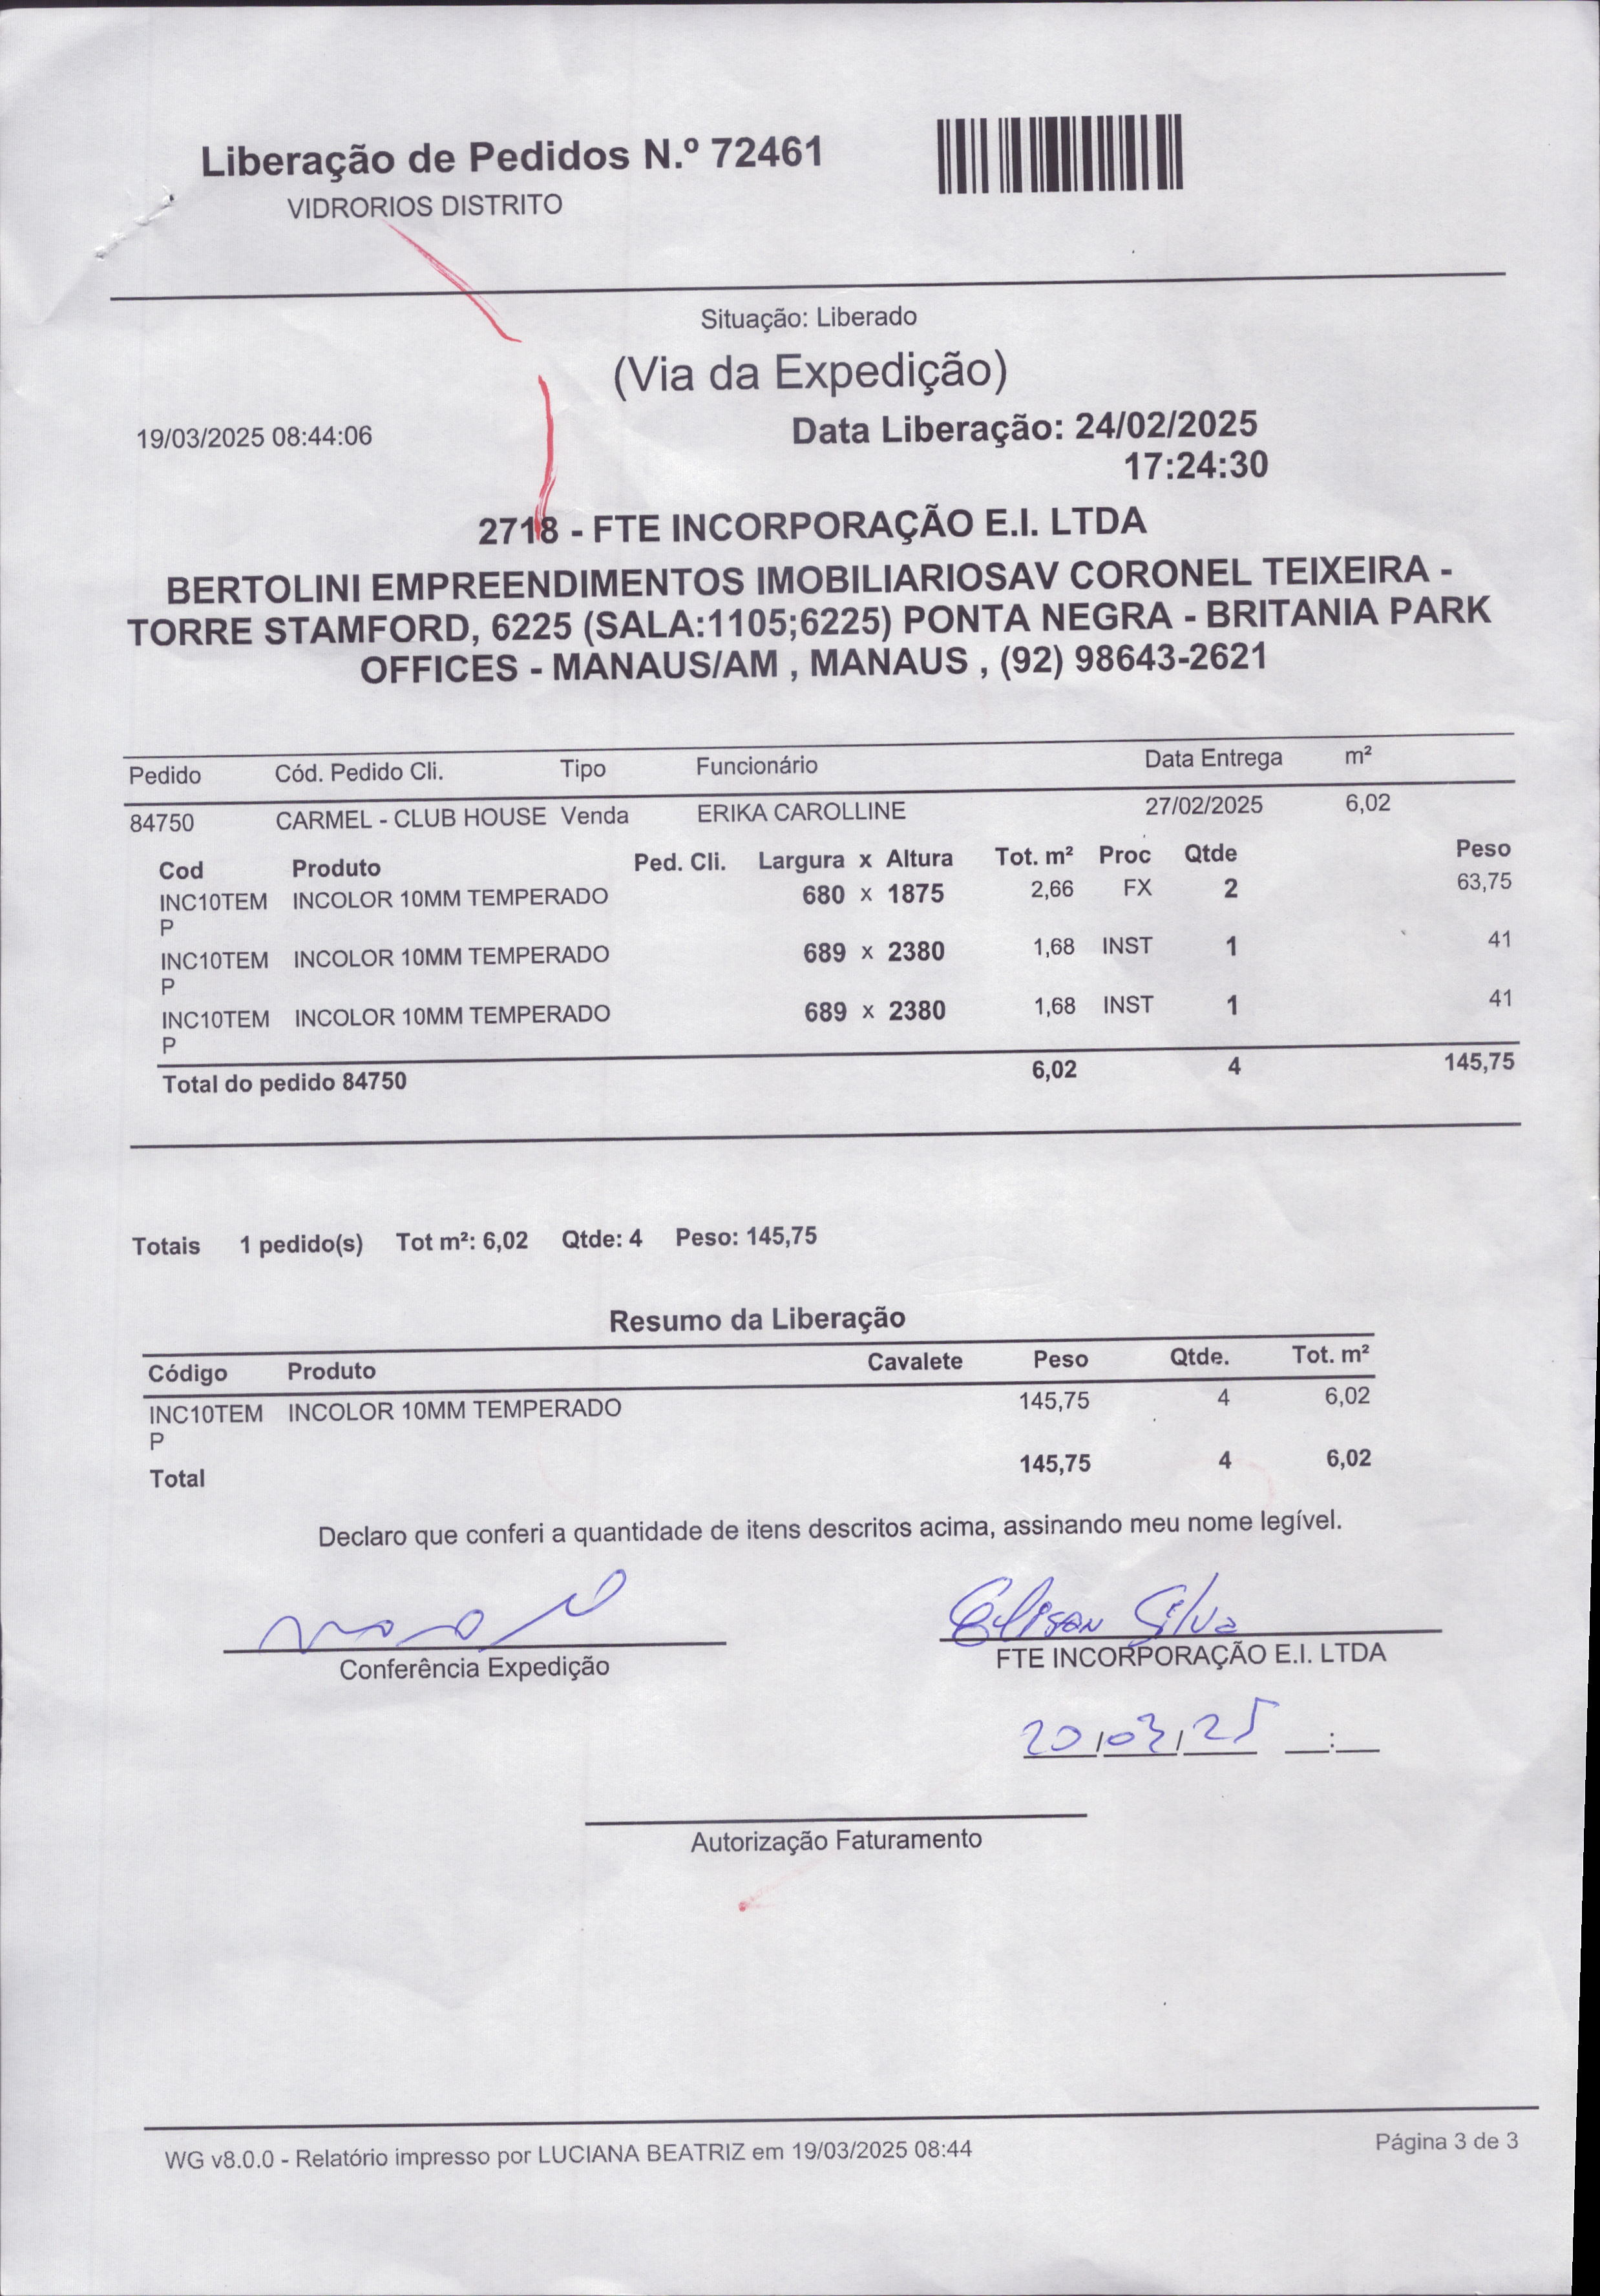 Liberação de Pedidos N.º 72461
VIDRORIOS DISTRITO
Situação: Liberado
(Via da Expedição)
19/03/2025 08:44:06
Data Liberação: 24/02/2025
17:24:30
2718 - FTE INCORPORAÇÃO E.I. LTDA
BERTOLINI EMPREENDIMENTOS IMOBILIARIOSAV CORONEL TEIXEIRA -
TORRE STAMFORD, 6225 (SALA:1105;6225) PONTA NEGRA - BRITANIA PARK
OFFICES - MANAUS/AM , MANAUS , (92) 98643-2621
Pedido Cód. Pedido Cli. Tipo Funcionário Data Entrega m²
84750 CARMEL - CLUB HOUSE Venda ERIKA CAROLLINE 27/02/2025 6,02
Cod Produto Ped. Cli. Largura x Altura Tot. m² Proc Qtde Peso
INC10TEM INCOLOR 10MM TEMPERADO 680 x 1875 2,66 FX 2 63,75
P
INC10TEM INCOLOR 10MM TEMPERADO 689 x 2380 1,68 INST 1 41
P
INC10TEM INCOLOR 10MM TEMPERADO 689 x 2380 1,68 INST 1 41
P
Total do pedido 84750 6,02 4 145,75
Totais 1 pedido(s) Tot m²: 6,02 Qtde: 4 Peso: 145,75
Resumo da Liberação
Código Produto Cavalete Peso Qtde. Tot. m²
INC10TEM INCOLOR 10MM TEMPERADO 145,75 4 6,02
P
Total 145,75 4 6,02
Declaro que conferi a quantidade de itens descritos acima, assinando meu nome legível.
Elison Silva
Conferência Expedição FTE INCORPORAÇÃO E.I. LTDA
20/03/25 __:__
Autorização Faturamento
WG v8.0.0 - Relatório impresso por LUCIANA BEATRIZ em 19/03/2025 08:44 Página 3 de 3